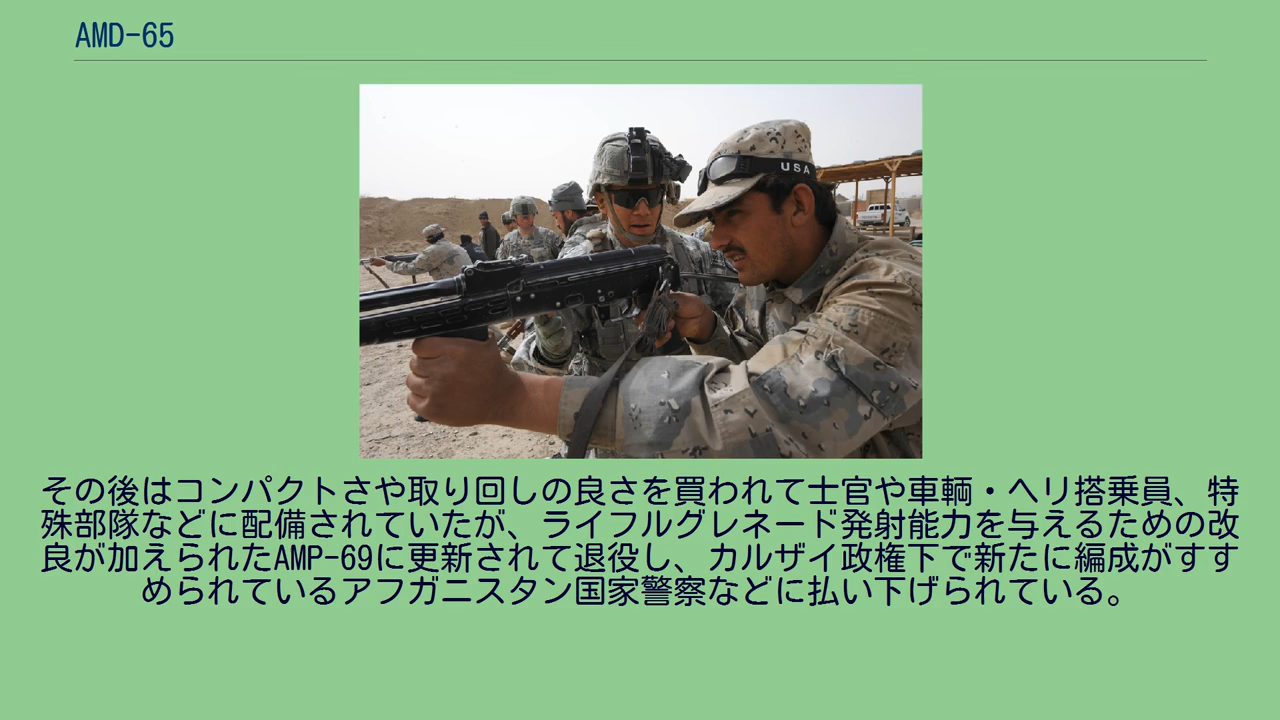 AMD-65
USA
その後はコンパクトさや取り回しの良さを買われて士官や車輌・ヘリ搭乗員、特
殊部隊などに配備されていたが、ライフルグレネード発射能力を与えるための改
良が加えられたAMP-69に更新されて退役し、カルザイ政権下で新たに編成がすす
められているアフガニスタン国家警察などに払い下げられている。